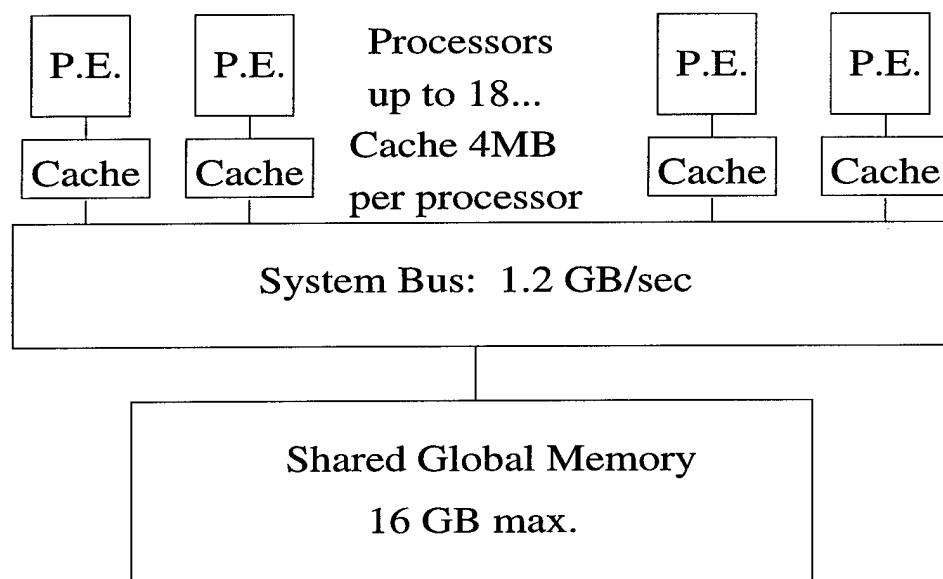 P.E.
P.E.
Processors
up to 18...
P.E.
P.E.
Cache
Cache
Cache 4MB
per processor
Cache
Cache
System Bus: 1.2 GB/sec
Shared Global Memory
16 GB max.